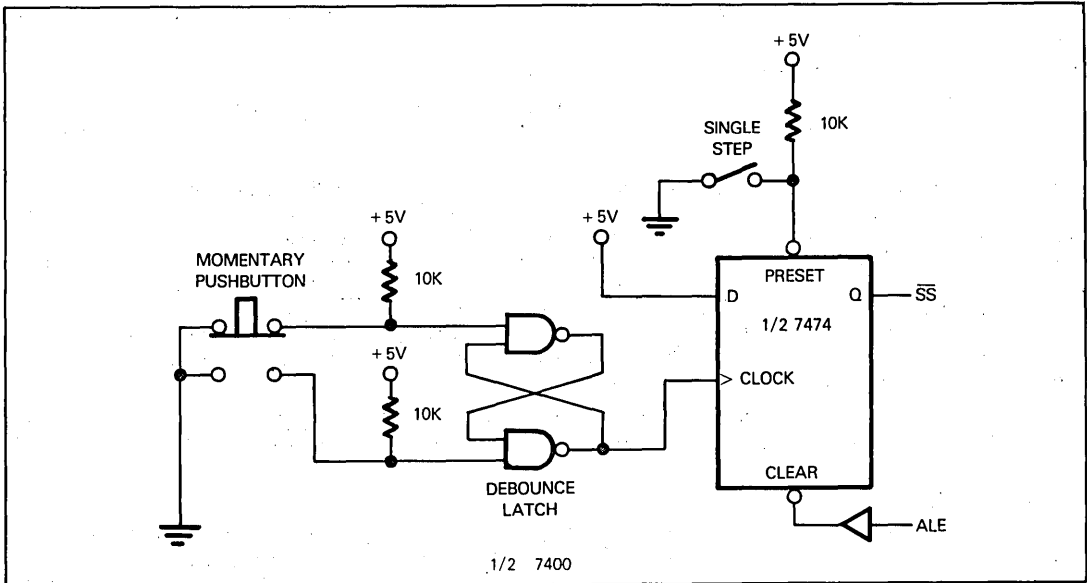 +5V
10K
SINGLE
STEP
+5V
+5V
MOMENTARY
PUSHBUTTON
10K
PRESET
D
Q
S̅S̅
1/2 7474
+5V
> CLOCK
10K
CLEAR
DEBOUNCE
LATCH
ALE
1/2 7400